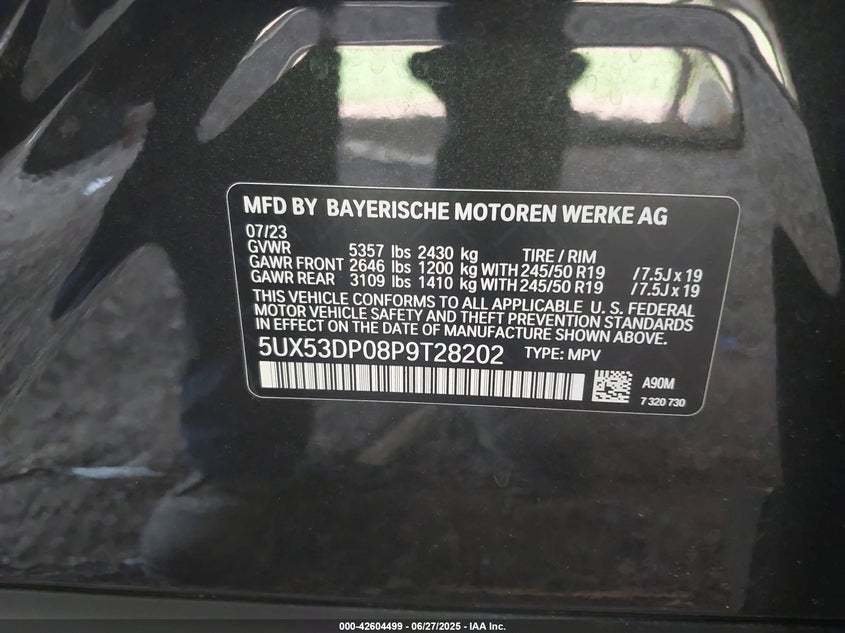 MFD BY BAYERISCHE MOTOREN WERKE AG
07/23
GVWR 5357 lbs 2430 kg TIRE / RIM
GAWR FRONT 2646 lbs 1200 kg WITH 245/50 R19 / 7.5J x 19
GAWR REAR 3109 lbs 1410 kg WITH 245/50 R19 / 7.5J x 19
THIS VEHICLE CONFORMS TO ALL APPLICABLE U. S. FEDERAL
MOTOR VEHICLE SAFETY AND THEFT PREVENTION STANDARDS
IN EFFECT ON THE DATE OF MANUFACTURE SHOWN ABOVE.
5UX53DP08P9T28202 TYPE: MPV
A90M
7 320 730
000-42604499 - 06/27/2025 - IAA Inc.